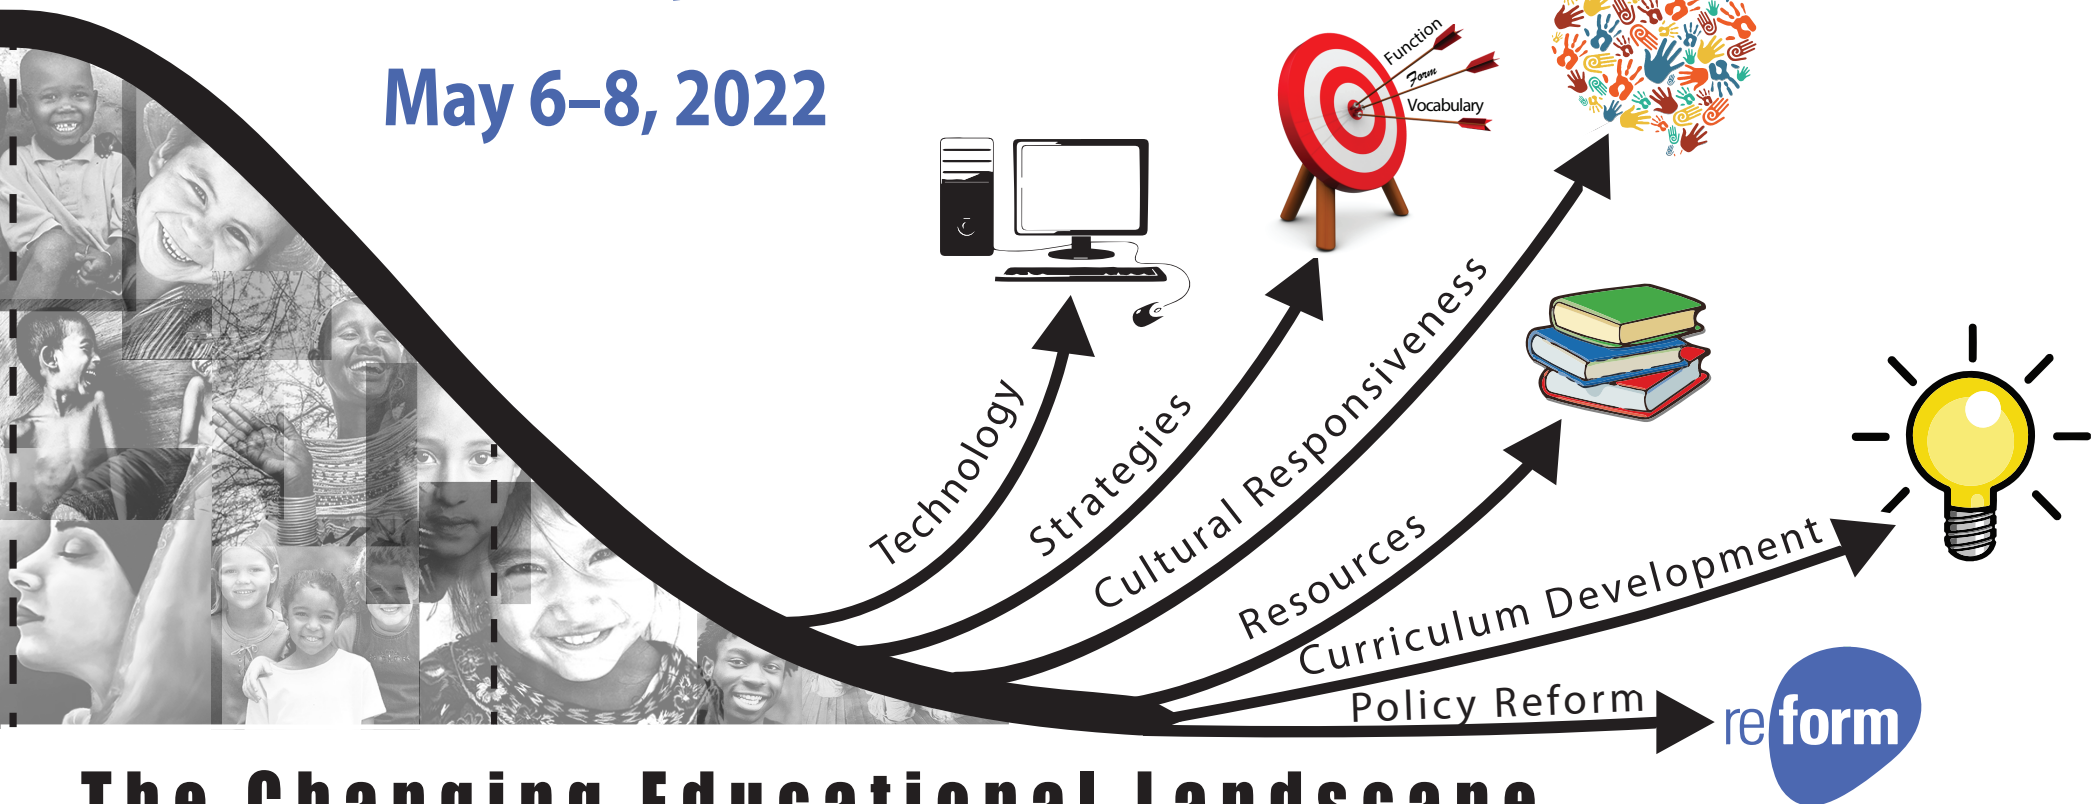 May 6–8, 2022
Function
Form
Vocabulary
Technology
Strategies
Cultural Responsiveness
Resources
Curriculum Development
Policy Reform
reform
The Changing Educational Landscape